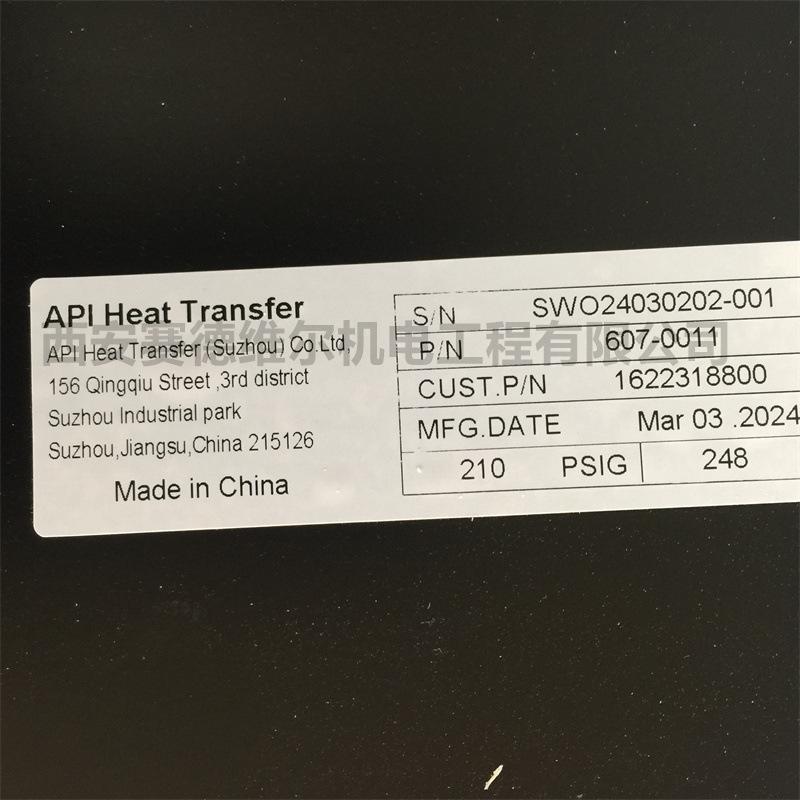 API Heat Transfer
API Heat Transfer (Suzhou) Co.Ltd,
156 Qingqiu Street ,3rd district
Suzhou Industrial park
Suzhou,Jiangsu,China 215126
Made in China
S/N SWO24030202-001
P/N 607-0011
CUST.P/N 1622318800
MFG.DATE Mar 03 .2024
210 PSIG 248
西安赛德维尔机电工程有限公司